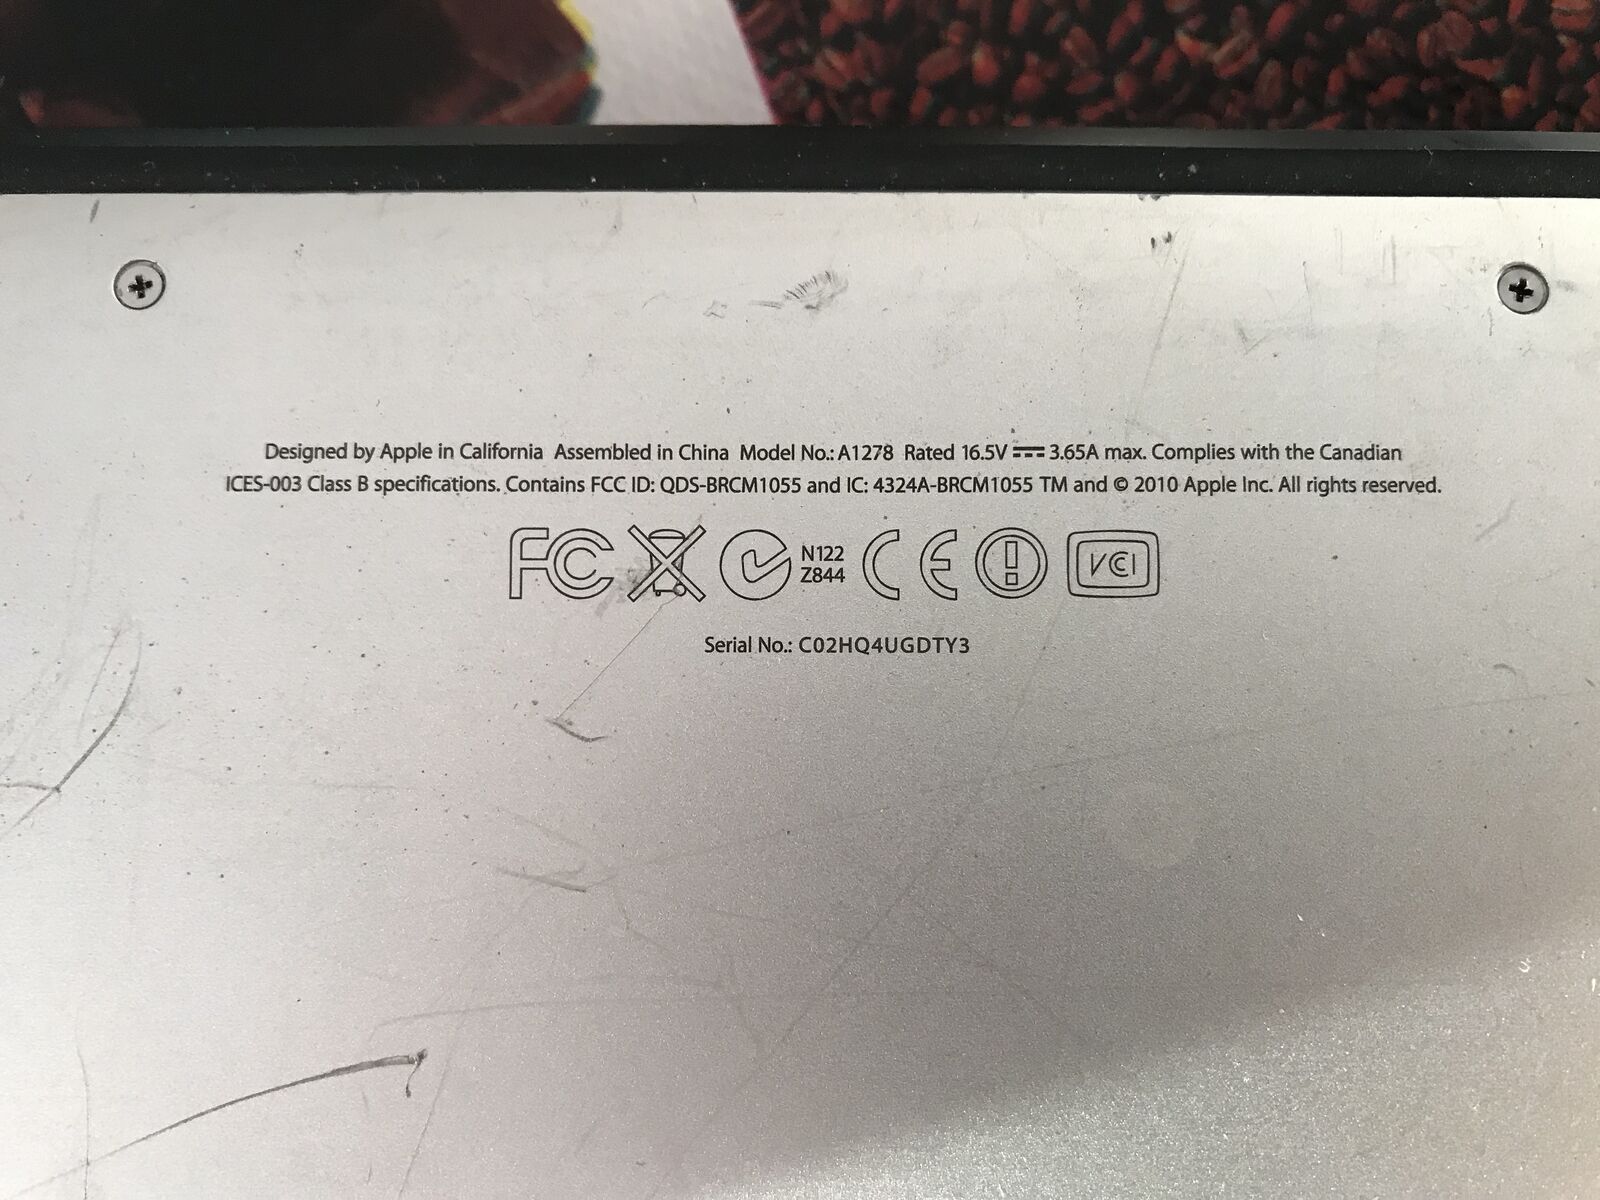 Designed by Apple in California Assembled in China Model No.: A1278 Rated 16.5V ⎓ 3.65A max. Complies with the Canadian
ICES-003 Class B specifications. Contains FCC ID: QDS-BRCM1055 and IC: 4324A-BRCM1055 TM and © 2010 Apple Inc. All rights reserved.
FC N122 CE VCI
Z844
Serial No.: C02HQ4UGDTY3